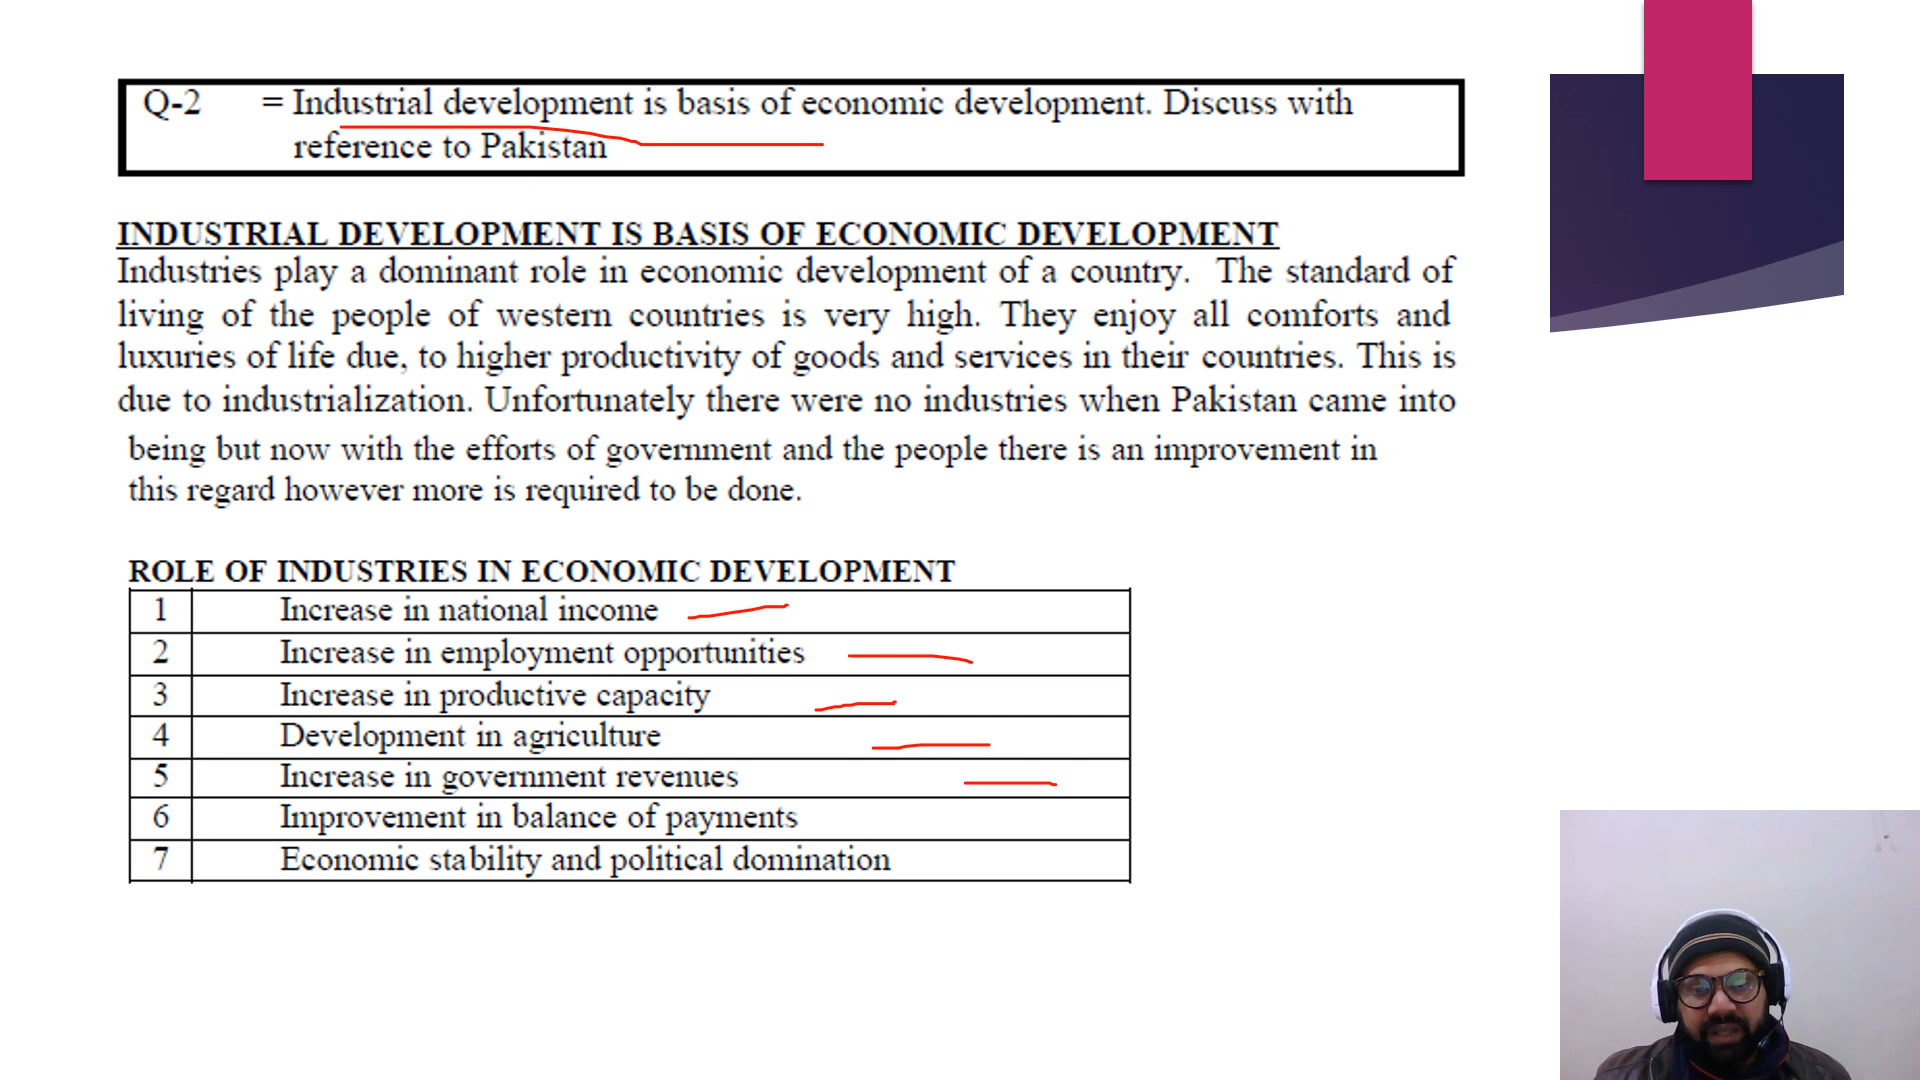 Q-2 = Industrial development is basis of economic development. Discuss with
reference to Pakistan
INDUSTRIAL DEVELOPMENT IS BASIS OF ECONOMIC DEVELOPMENT
Industries play a dominant role in economic development of a country. The standard of
living of the people of western countries is very high. They enjoy all comforts and
luxuries of life due, to higher productivity of goods and services in their countries. This is
due to industrialization. Unfortunately there were no industries when Pakistan came into
being but now with the efforts of government and the people there is an improvement in
this regard however more is required to be done.
ROLE OF INDUSTRIES IN ECONOMIC DEVELOPMENT
1 Increase in national income
2 Increase in employment opportunities
3 Increase in productive capacity
4 Development in agriculture
5 Increase in government revenues
6 Improvement in balance of payments
7 Economic stability and political domination